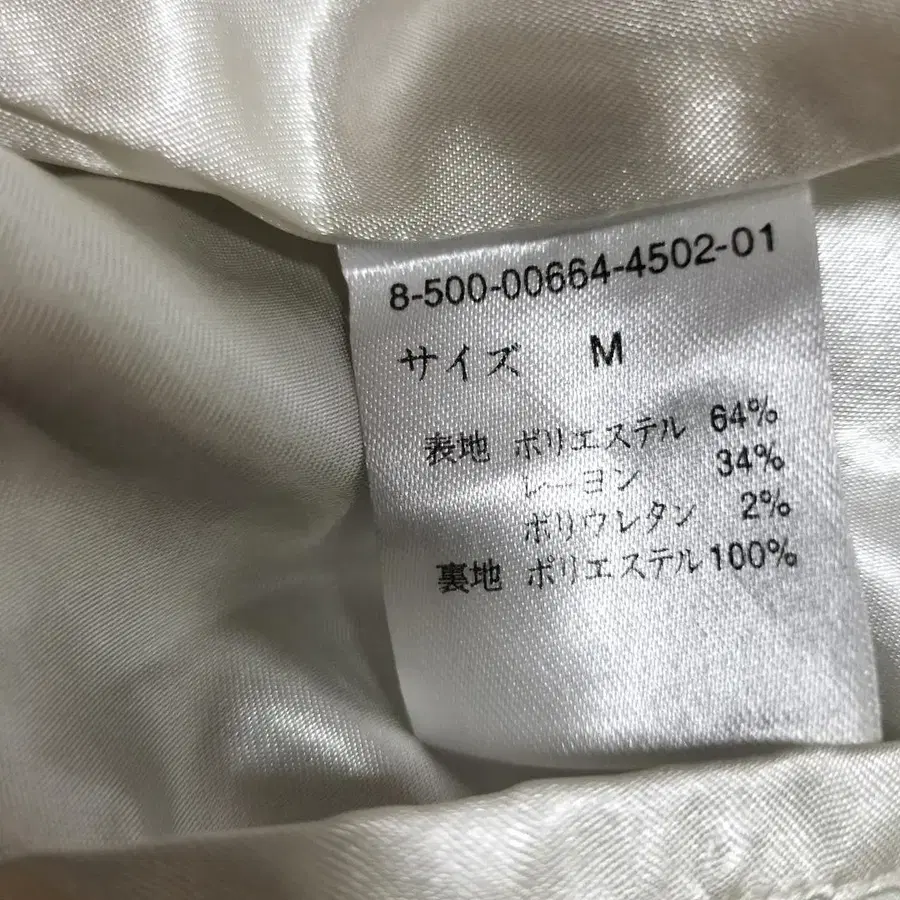 8-500-00664-4502-01
サイズ M
表地 ポリエステル 64%
レーヨン 34%
ポリウレタン 2%
裏地 ポリエステル 100%